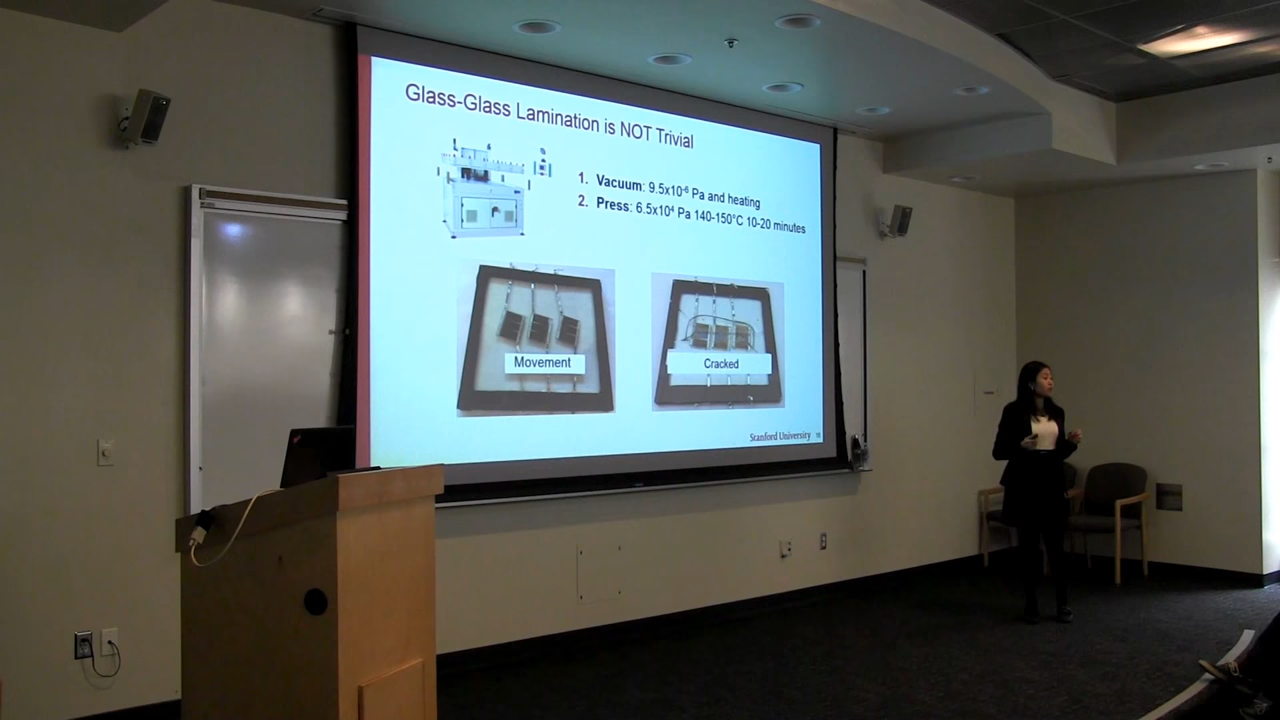 Glass-Glass Lamination is NOT Trivial
1. Vacuum: 9.5x10⁻⁶ Pa and heating
2. Press: 6.5x10⁴ Pa 140-150°C 10-20 minutes
Movement
Cracked
Stanford University